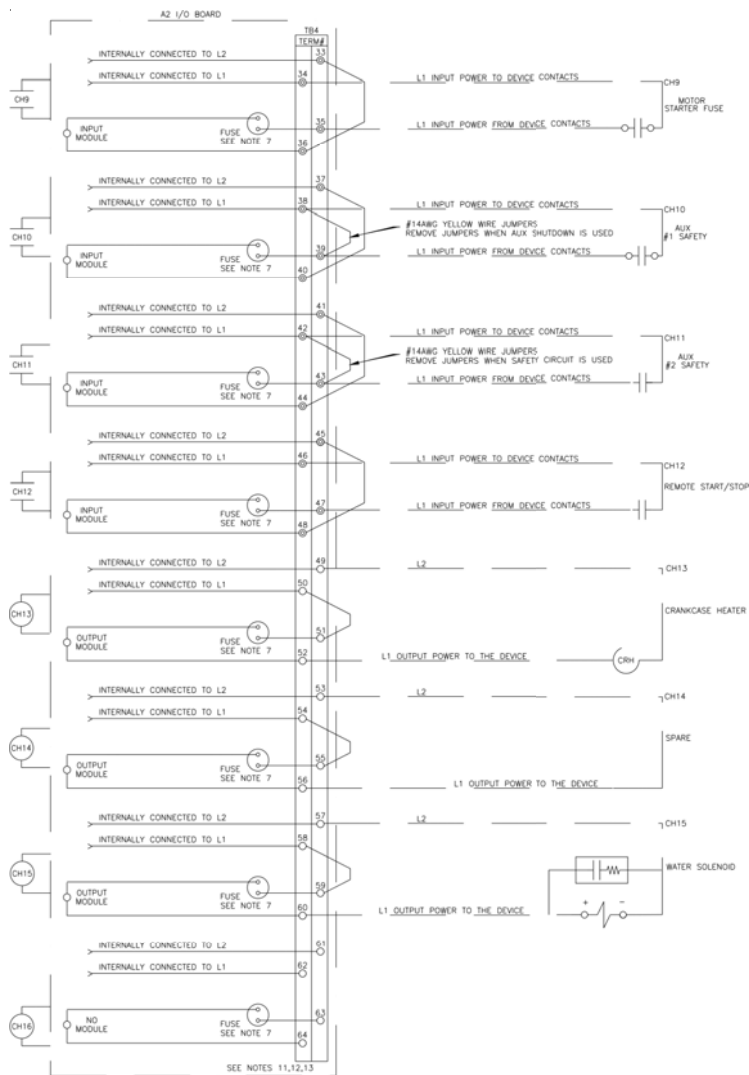 A2 I/O BOARD
TB4
TERM#
INTERNALLY CONNECTED TO L2
33
INTERNALLY CONNECTED TO L1
34
L1 INPUT POWER TO DEVICE CONTACTS
CH9
CH9
MOTOR
STARTER FUSE
INPUT
MODULE
FUSE
SEE NOTE 7
35
L1 INPUT POWER FROM DEVICE CONTACTS
36
INTERNALLY CONNECTED TO L2
37
INTERNALLY CONNECTED TO L1
38
L1 INPUT POWER TO DEVICE CONTACTS
CH10
CH10
#14AWG YELLOW WIRE JUMPERS
REMOVE JUMPERS WHEN AUX SHUTDOWN IS USED
AUX
#1 SAFETY
INPUT
MODULE
FUSE
SEE NOTE 7
39
L1 INPUT POWER FROM DEVICE CONTACTS
40
INTERNALLY CONNECTED TO L2
41
INTERNALLY CONNECTED TO L1
42
L1 INPUT POWER TO DEVICE CONTACTS
CH11
CH11
#14AWG YELLOW WIRE JUMPERS
REMOVE JUMPERS WHEN SAFETY CIRCUIT IS USED
AUX
#2 SAFETY
INPUT
MODULE
FUSE
SEE NOTE 7
43
L1 INPUT POWER FROM DEVICE CONTACTS
44
INTERNALLY CONNECTED TO L2
45
INTERNALLY CONNECTED TO L1
46
L1 INPUT POWER TO DEVICE CONTACTS
CH12
CH12
REMOTE START/STOP
INPUT
MODULE
FUSE
SEE NOTE 7
47
L1 INPUT POWER FROM DEVICE CONTACTS
48
INTERNALLY CONNECTED TO L2
49
L2
CH13
INTERNALLY CONNECTED TO L1
50
CH13
CRANKCASE HEATER
OUTPUT
MODULE
FUSE
SEE NOTE 7
51
52
L1 OUTPUT POWER TO THE DEVICE
CRH
INTERNALLY CONNECTED TO L2
53
L2
CH14
INTERNALLY CONNECTED TO L1
54
CH14
SPARE
OUTPUT
MODULE
FUSE
SEE NOTE 7
55
56
L1 OUTPUT POWER TO THE DEVICE
INTERNALLY CONNECTED TO L2
57
L2
CH15
INTERNALLY CONNECTED TO L1
58
CH15
WATER SOLENOID
OUTPUT
MODULE
FUSE
SEE NOTE 7
59
60
L1 OUTPUT POWER TO THE DEVICE
+ -
INTERNALLY CONNECTED TO L2
61
INTERNALLY CONNECTED TO L1
62
CH16
NO
MODULE
FUSE
SEE NOTE 7
63
64
SEE NOTES 11,12,13